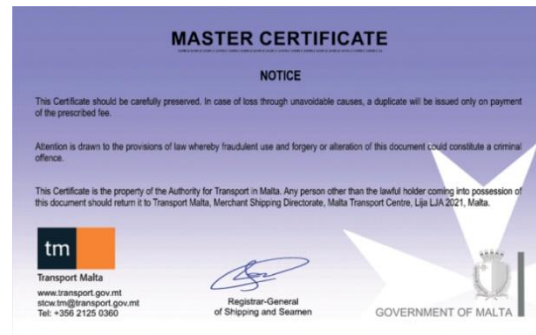 MASTER CERTIFICATE
NOTICE
This Certificate should be carefully preserved. In case of loss through unavoidable causes, a duplicate will be issued only on payment
of the prescribed fee.
Attention is drawn to the provisions of law whereby fraudulent use and forgery or alteration of this document could constitute a criminal
offence.
This Certificate is the property of the Authority for Transport in Malta. Any person other than the lawful holder coming into possession of
this document should return it to Transport Malta, Merchant Shipping Directorate, Malta Transport Centre, Lija LJA 2021, Malta.
tm
Transport Malta
www.transport.gov.mt
stcw.tm@transport.gov.mt
Tel: +356 2125 0360
Registrar-General
of Shipping and Seamen
GOVERNMENT OF MALTA